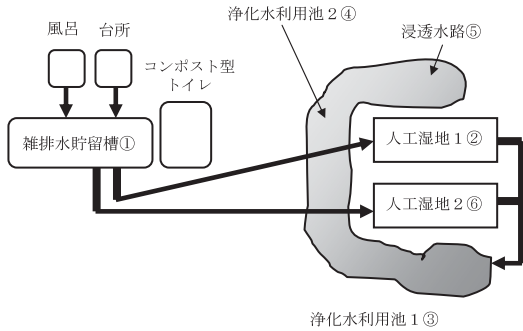 浄化水利用池２④
風呂
台所
浸透水路⑤
コンポスト型
トイレ
雑排水貯留槽①
人工湿地１②
人工湿地２⑥
浄化水利用池１③